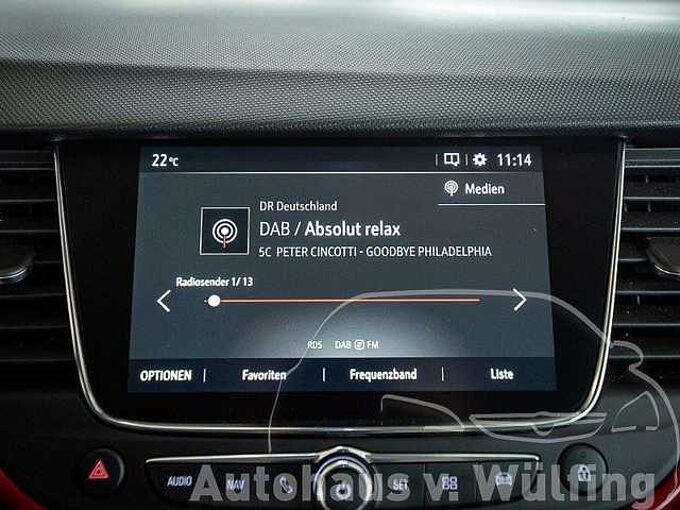 22°C 11:14
Medien
DR Deutschland
DAB / Absolut relax
5C PETER CINCOTTI - GOODBYE PHILADELPHIA
Radiosender 1/ 13
RDS DAB FM
OPTIONEN Favoriten Frequenzband Liste
AUDIO NAV SET
Autohaus v. Wülfing